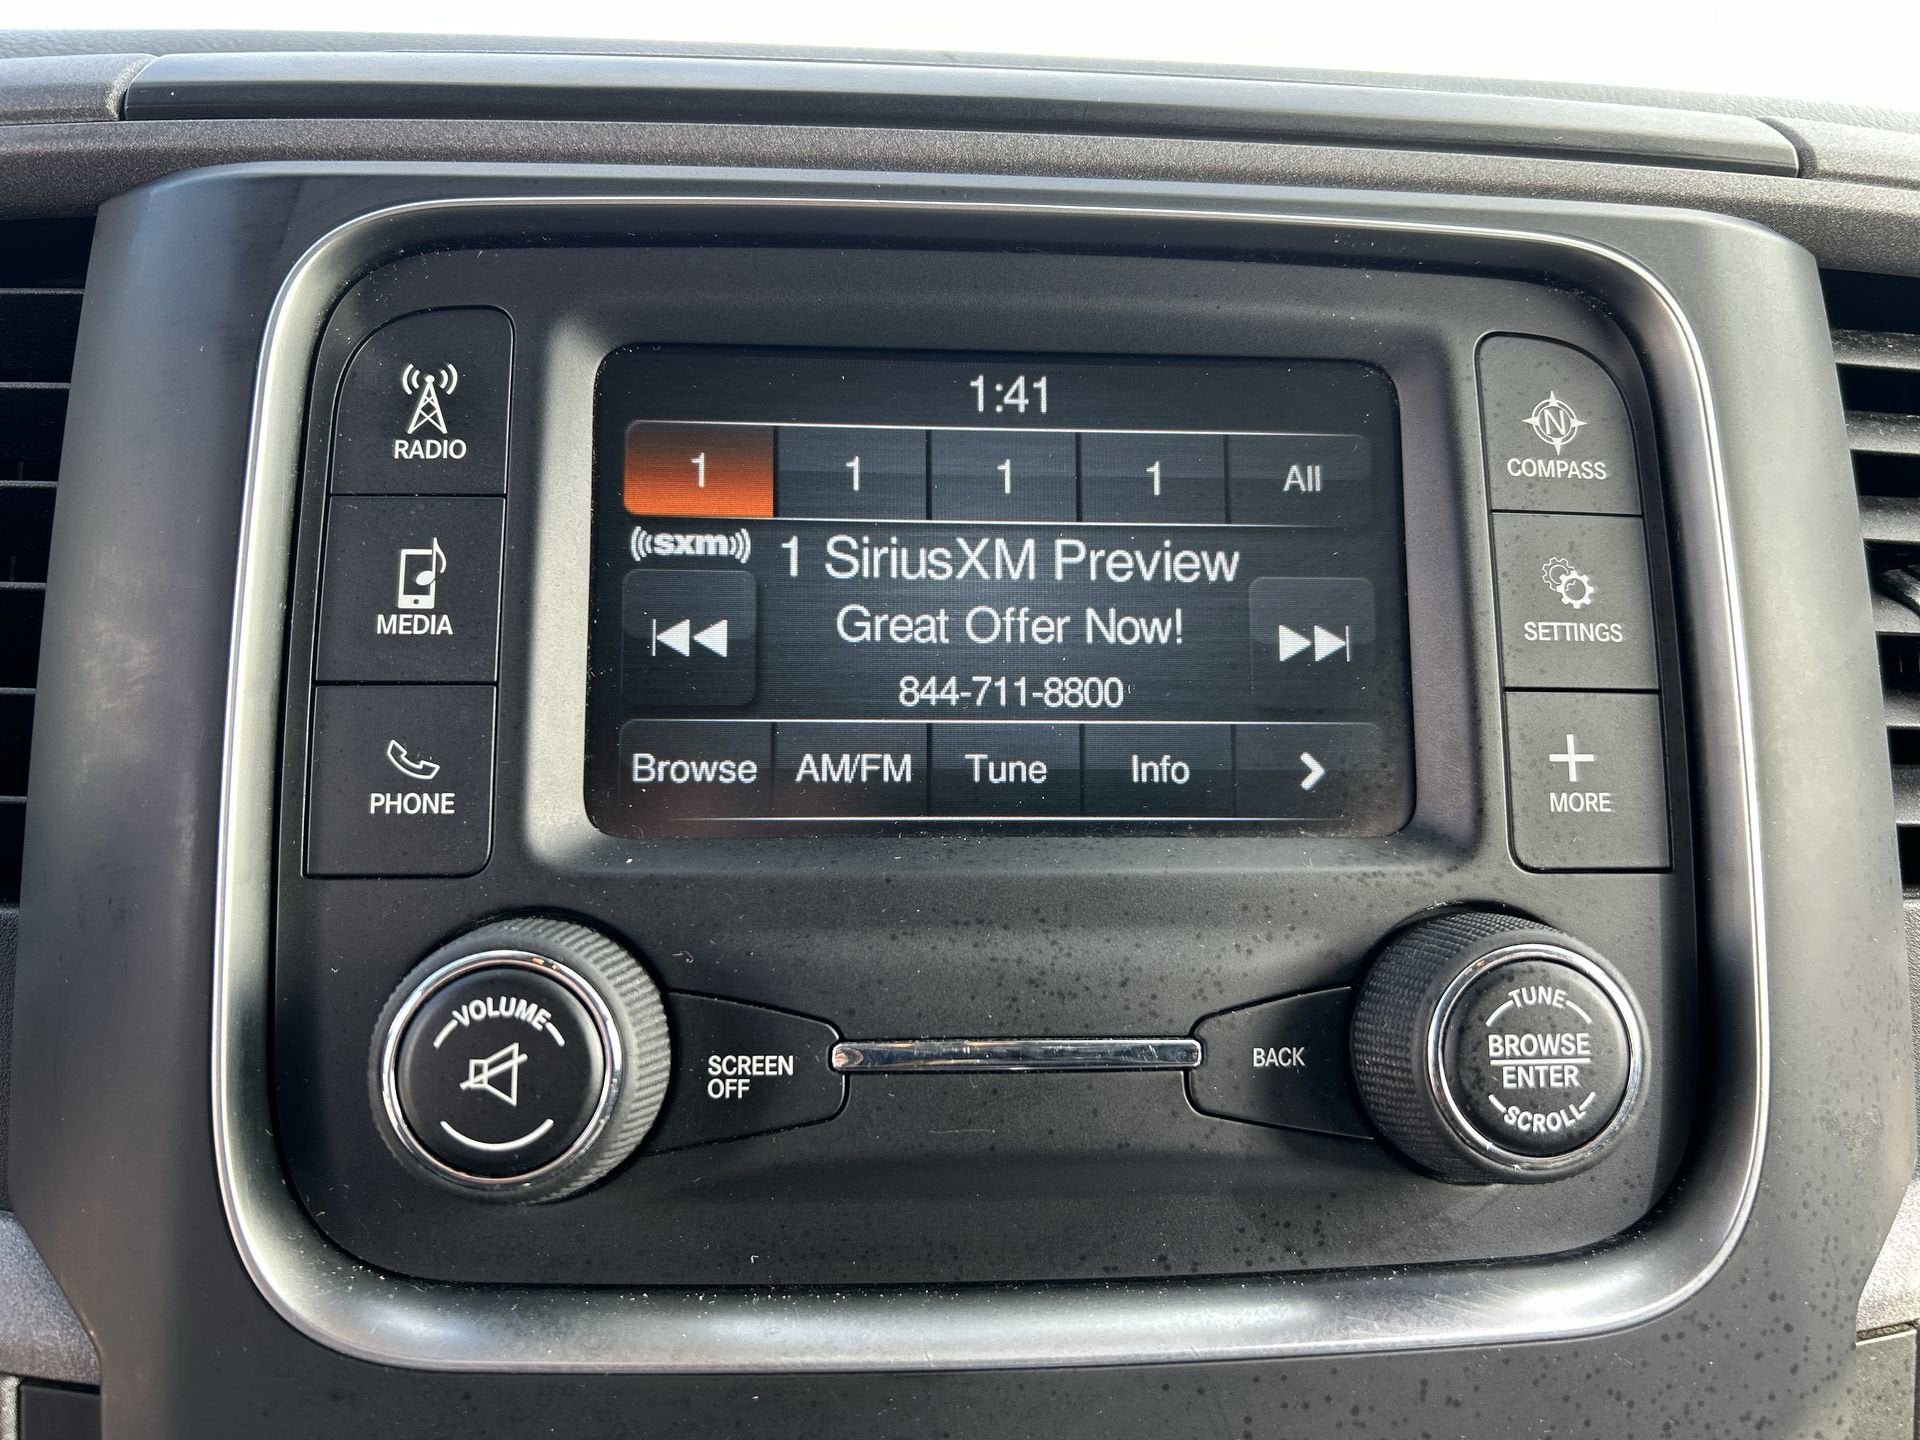 1:41
1 1 1 1 All
sxm 1 SiriusXM Preview
Great Offer Now!
844-711-8800
Browse AM/FM Tune Info
RADIO
MEDIA
PHONE
N
COMPASS
SETTINGS
MORE
VOLUME
SCREEN
OFF
BACK
TUNE
BROWSE
ENTER
SCROLL